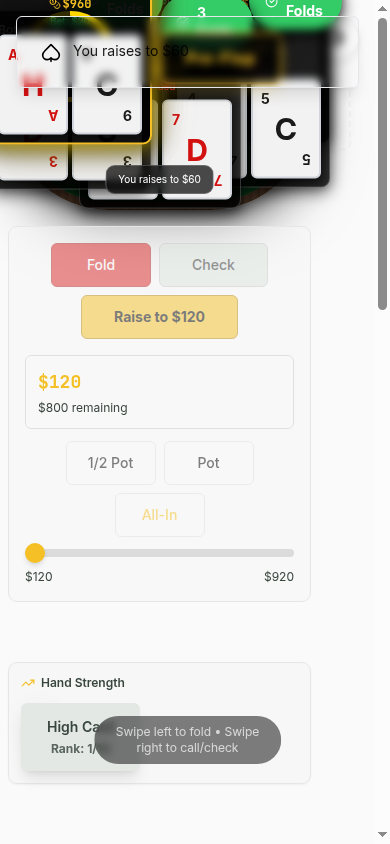 $960
Folds
3
Folds
You raises to $60
Pre-Flop
A
H
A
C
6
7
D
7
5
C
5
3
3
You raises to $60
Fold
Check
Raise to $120
$120
$800 remaining
1/2 Pot
Pot
All-In
$120
$920
Hand Strength
High Ca
Rank: 1/
Swipe left to fold • Swipe
right to call/check